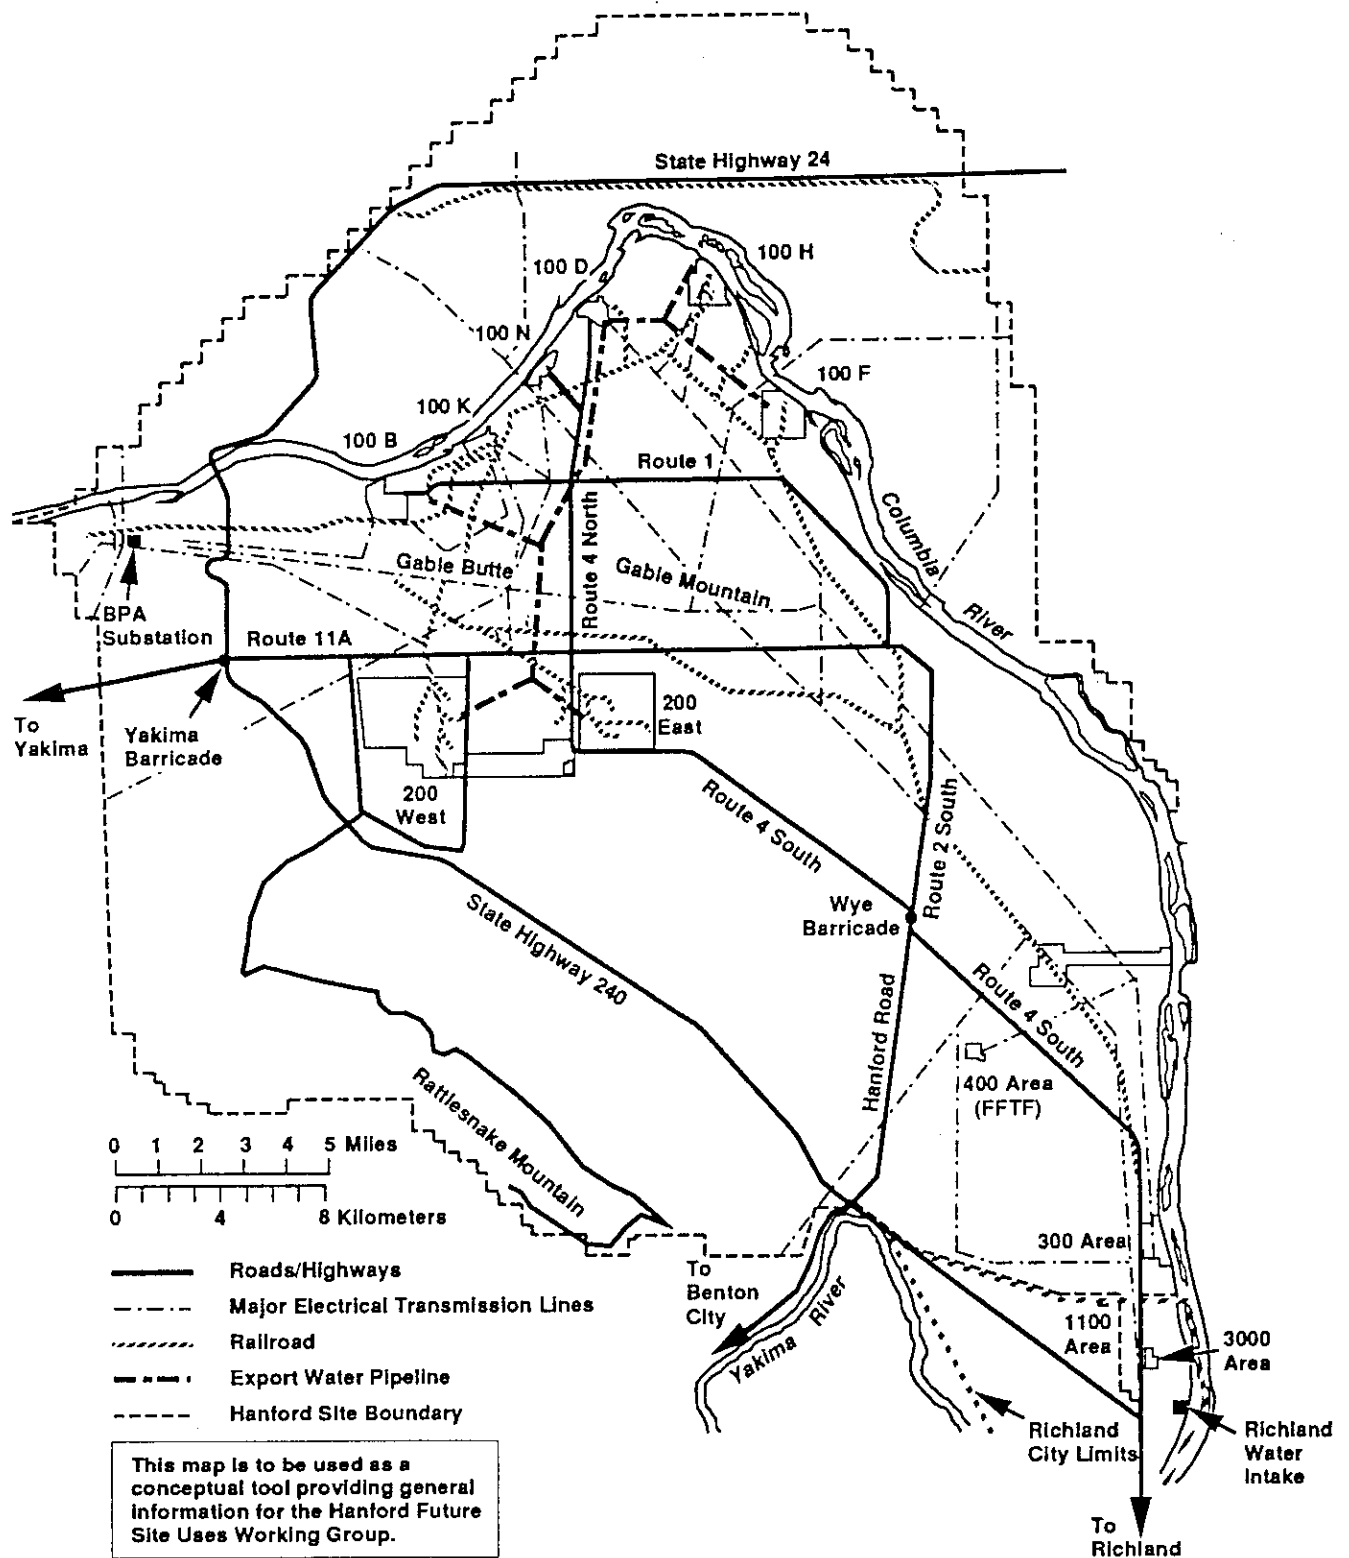 State Highway 24
100 H
100 D
100 N
100 F
100 K
100 B
Route 1
Columbia
River
Route 4 North
Gable Butte
Gable Mountain
BPA
Substation
Route 11A
To
Yakima
Yakima
Barricade
200
East
200
West
Route 4 South
Route 2 South
Wye
Barricade
State Highway 240
Hanford Road
Route 4 South
400 Area
(FFTF)
Rattlesnake Mountain
0 1 2 3 4 5 Miles
0 4 8 Kilometers
300 Area
To
Benton
City
Yakima River
1100
Area
3000
Area
Richland
City Limits
Richland
Water
Intake
To
Richland
Roads/Highways
Major Electrical Transmission Lines
Railroad
Export Water Pipeline
Hanford Site Boundary
This map is to be used as a
conceptual tool providing general
information for the Hanford Future
Site Uses Working Group.